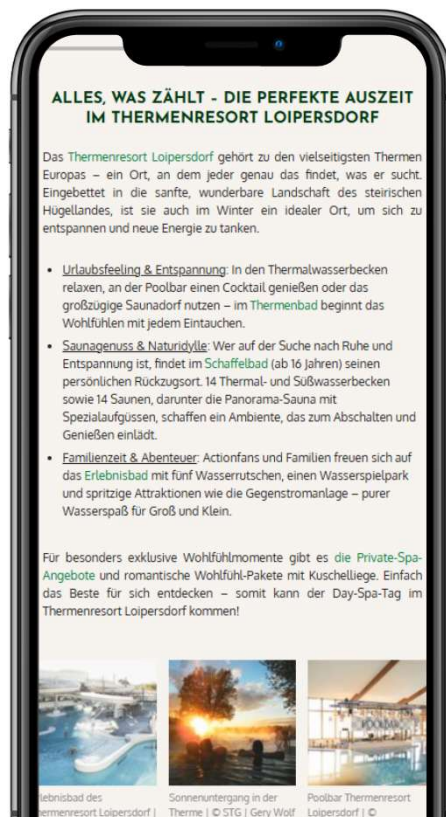 ALLES, WAS ZÄHLT – DIE PERFEKTE AUSZEIT
IM THERMENRESORT LOIPERSDORF
Das Thermenresort Loipersdorf gehört zu den vielseitigsten Thermen
Europas – ein Ort, an dem jeder genau das findet, was er sucht.
Eingebettet in die sanfte, wunderbare Landschaft des steirischen
Hügellandes, ist sie auch im Winter ein idealer Ort, um sich zu
entspannen und neue Energie zu tanken.
• Urlaubsfeeling & Entspannung: In den Thermalwasserbecken
relaxen, an der Poolbar einen Cocktail genießen oder das
großzügige Saunadorf nutzen – im Thermenbad beginnt das
Wohlfühlen mit jedem Eintauchen.
• Saunagenuss & Naturidylle: Wer auf der Suche nach Ruhe und
Entspannung ist, findet im Schaffelbad (ab 16 Jahren) seinen
persönlichen Rückzugsort. 14 Thermal- und Süßwasserbecken
sowie 14 Saunen, darunter die Panorama-Sauna mit
Spezialaufgüssen, schaffen ein Ambiente, das zum Abschalten und
Genießen einlädt.
• Familienzeit & Abenteuer: Actionfans und Familien freuen sich auf
das Erlebnisbad mit fünf Wasserrutschen, einen Wasserspielpark
und spritzige Attraktionen wie die Gegenstromanlage – purer
Wasserspaß für Groß und Klein.
Für besonders exklusive Wohlfühlmomente gibt es die Private-Spa-
Angebote und romantische Wohlfühl-Pakete mit Kuschelliege. Einfach
das Beste für sich entdecken – somit kann der Day-Spa-Tag im
Thermenresort Loipersdorf kommen!
POOLBAR
lebnisbad des
ermenresort Loipersdorf |
Sonnenuntergang in der
Therme | © STG | Gery Wolf
Poolbar Thermenresort
Loipersdorf | ©